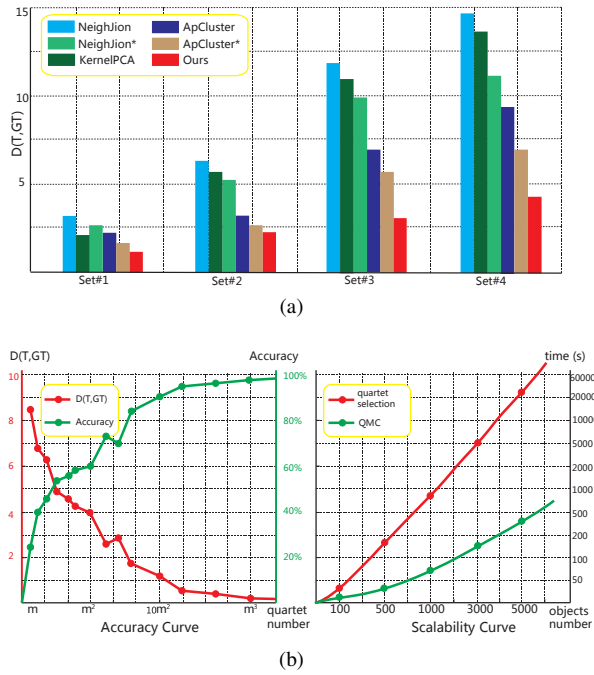 15
10
5
D(T,GT)
NeighJion
NeighJion*
KernelPCA
ApCluster
ApCluster*
Ours
Set#1
Set#2
Set#3
Set#4
(a)
D(T,GT)
Accuracy
10
8
6
4
2
100%
80%
60%
40%
20%
D(T,GT)
Accuracy
m
m²
10m²
m³
quartet
number
Accuracy Curve
time (s)
quartet
selection
QMC
50000
20000
5000
2000
1000
500
200
100
50
100
500
1000
3000
5000
objects
number
Scalability Curve
(b)